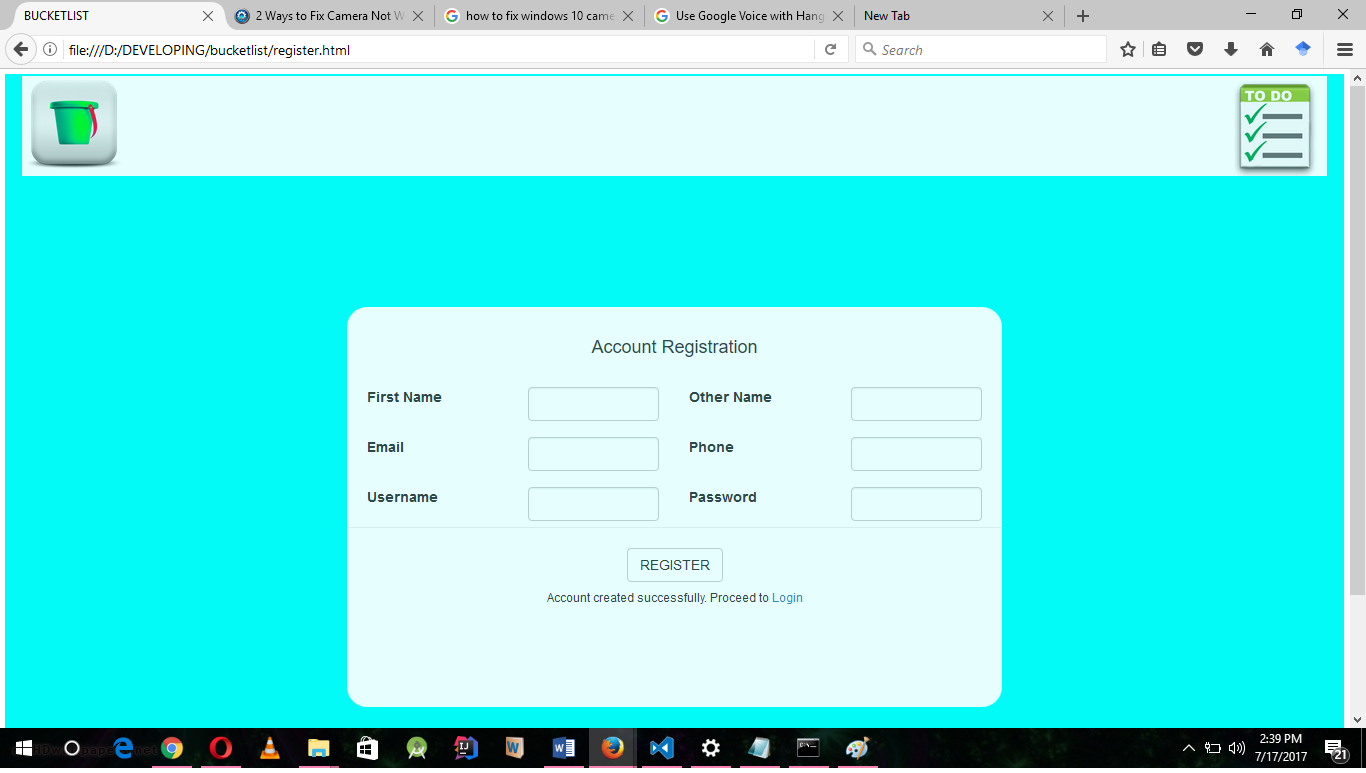 BUCKETLIST
2 Ways to Fix Camera Not W
how to fix windows 10 came
Use Google Voice with Hang
New Tab
file:///D:/DEVELOPING/bucketlist/register.html
Search
TO DO
Account Registration
First Name
Other Name
Email
Phone
Username
Password
REGISTER
Account created successfully. Proceed to Login
2:39 PM
7/17/2017
21